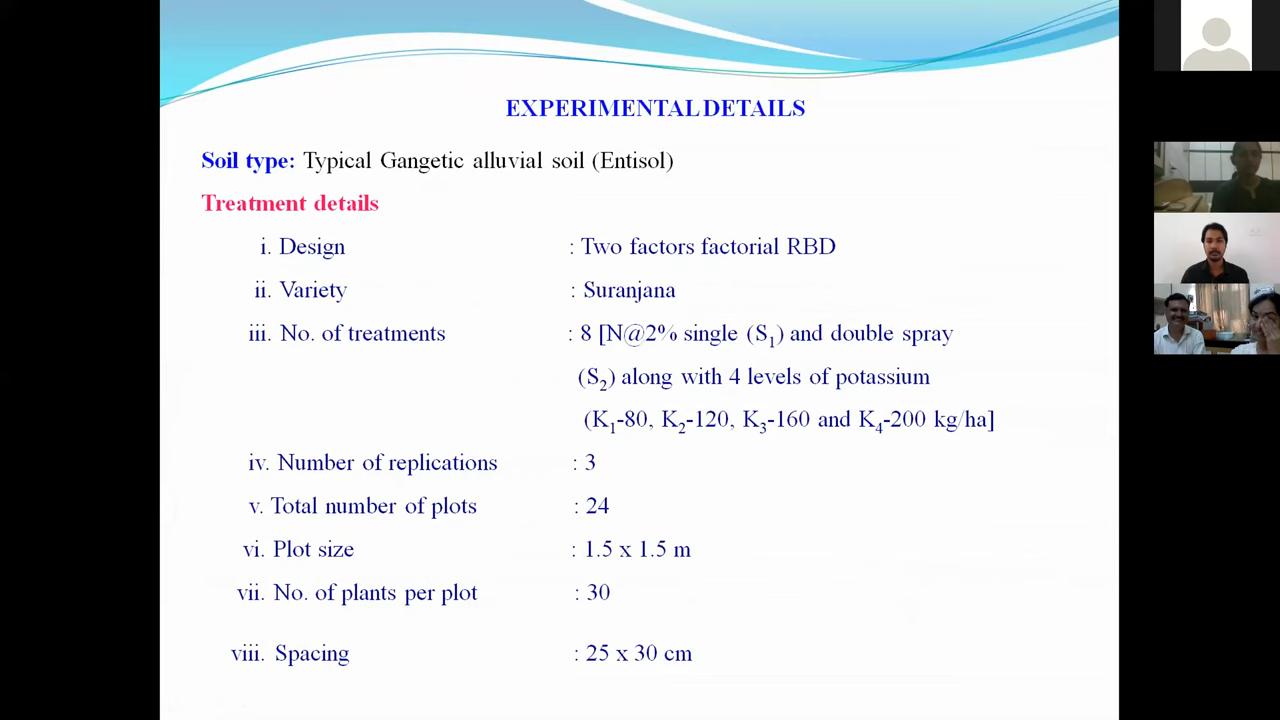 EXPERIMENTAL DETAILS
Soil type: Typical Gangetic alluvial soil (Entisol)
Treatment details
i. Design : Two factors factorial RBD
ii. Variety : Suranjana
iii. No. of treatments : 8 [N@2% single (S₁) and double spray
(S₂) along with 4 levels of potassium
(K₁-80, K₂-120, K₃-160 and K₄-200 kg/ha]
iv. Number of replications : 3
v. Total number of plots : 24
vi. Plot size : 1.5 x 1.5 m
vii. No. of plants per plot : 30
viii. Spacing : 25 x 30 cm